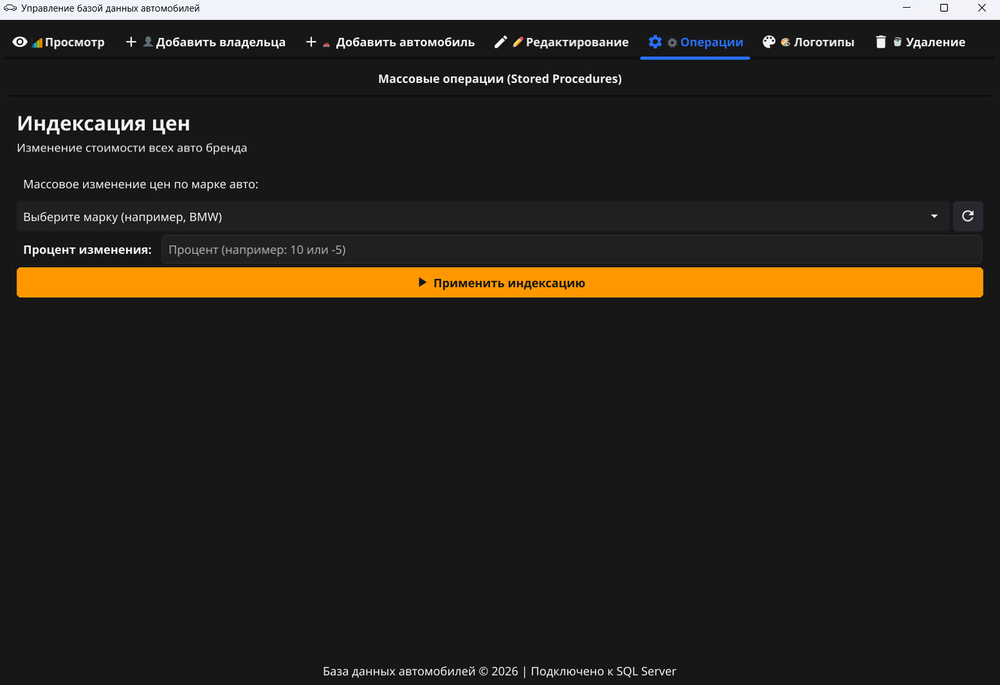 Управление базой данных автомобилей
Просмотр Добавить владельца Добавить автомобиль Редактирование Операции Логотипы Удаление
Массовые операции (Stored Procedures)
Индексация цен
Изменение стоимости всех авто бренда
Массовое изменение цен по марке авто:
Выберите марку (например, BMW)
Процент изменения: Процент (например: 10 или -5)
Применить индексацию
База данных автомобилей © 2026 | Подключено к SQL Server